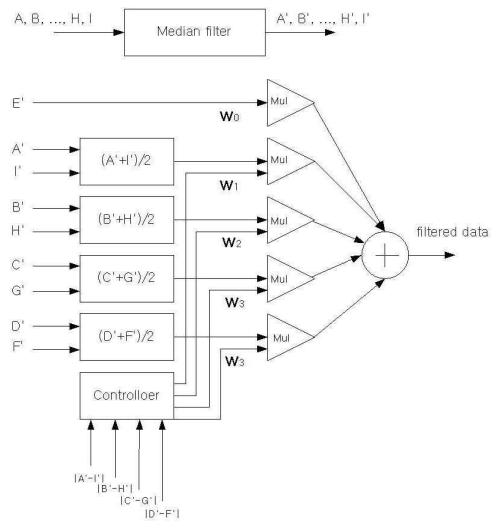 A, B, ..., H, I
Median filter
A', B', ..., H', I'
E'
Mul
W0
A'
I'
(A'+I')/2
Mul
W1
B'
H'
(B'+H')/2
Mul
W2
filtered data
C'
G'
(C'+G')/2
Mul
W3
D'
F'
(D'+F')/2
Mul
W3
Controlloer
|A'-I'|
|B'-H'|
|C'-G'|
|D'-F'|